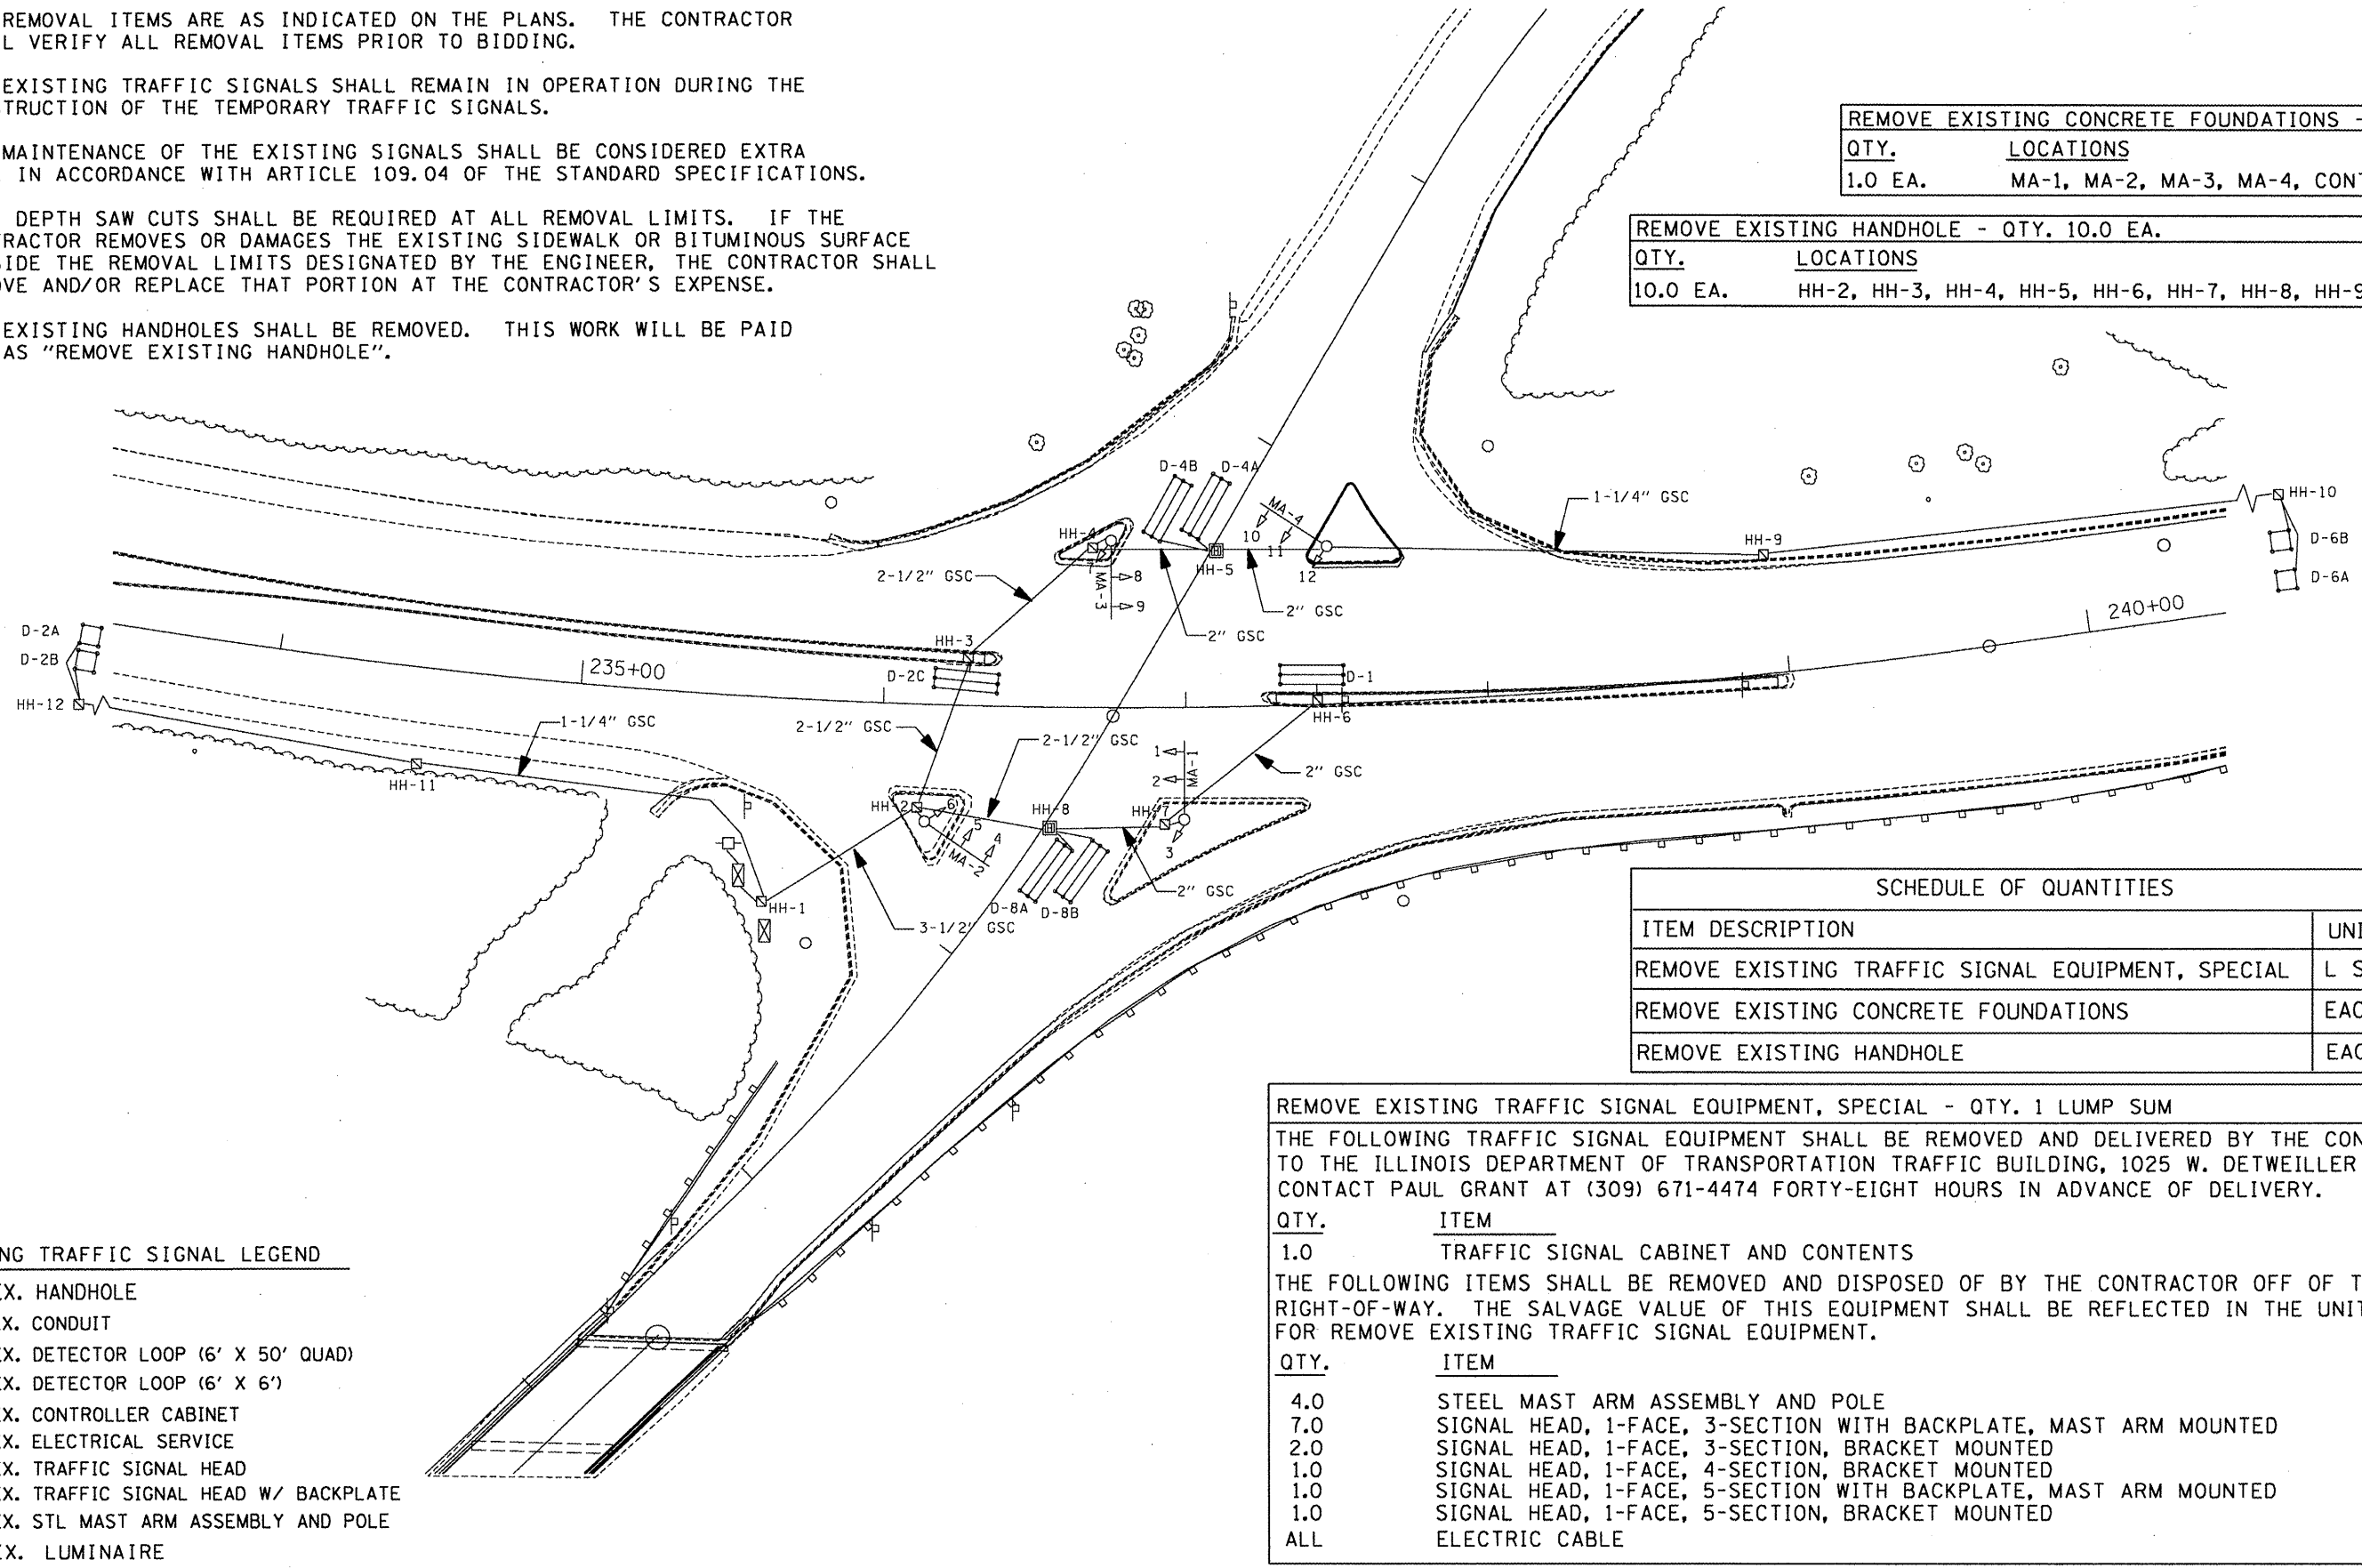 REMOVAL ITEMS ARE AS INDICATED ON THE PLANS. THE CONTRACTOR
L VERIFY ALL REMOVAL ITEMS PRIOR TO BIDDING.
EXISTING TRAFFIC SIGNALS SHALL REMAIN IN OPERATION DURING THE
TRUCTION OF THE TEMPORARY TRAFFIC SIGNALS.
MAINTENANCE OF THE EXISTING SIGNALS SHALL BE CONSIDERED EXTRA
IN ACCORDANCE WITH ARTICLE 109.04 OF THE STANDARD SPECIFICATIONS.
DEPTH SAW CUTS SHALL BE REQUIRED AT ALL REMOVAL LIMITS. IF THE
RACTOR REMOVES OR DAMAGES THE EXISTING SIDEWALK OR BITUMINOUS SURFACE
IDE THE REMOVAL LIMITS DESIGNATED BY THE ENGINEER, THE CONTRACTOR SHALL
VE AND/OR REPLACE THAT PORTION AT THE CONTRACTOR'S EXPENSE.
EXISTING HANDHOLES SHALL BE REMOVED. THIS WORK WILL BE PAID
AS "REMOVE EXISTING HANDHOLE".
REMOVE EXISTING CONCRETE FOUNDATIONS -
QTY. LOCATIONS
1.0 EA. MA-1, MA-2, MA-3, MA-4, CONT
REMOVE EXISTING HANDHOLE - QTY. 10.0 EA.
QTY. LOCATIONS
10.0 EA. HH-2, HH-3, HH-4, HH-5, HH-6, HH-7, HH-8, HH-9
D-4B
D-4A
MA-4
1-1/4" GSC
HH-10
HH-4
10
11
12
HH-5
HH-9
D-6B
D-6A
2-1/2" GSC
7
MA-3
8
9
2" GSC
2" GSC
240+00
D-2A
D-2B
HH-3
235+00
D-2C
D-1
HH-12
HH-6
1-1/4" GSC
2-1/2" GSC
2-1/2" GSC
1
2
MA-1
2" GSC
HH-11
HH-2
6
5
4
MA-2
HH-8
HH-7
3
2" GSC
HH-1
D-8A
D-8B
3-1/2" GSC
SCHEDULE OF QUANTITIES
ITEM DESCRIPTION UNI
REMOVE EXISTING TRAFFIC SIGNAL EQUIPMENT, SPECIAL L S
REMOVE EXISTING CONCRETE FOUNDATIONS EAC
REMOVE EXISTING HANDHOLE EAC
REMOVE EXISTING TRAFFIC SIGNAL EQUIPMENT, SPECIAL - QTY. 1 LUMP SUM
THE FOLLOWING TRAFFIC SIGNAL EQUIPMENT SHALL BE REMOVED AND DELIVERED BY THE CON
TO THE ILLINOIS DEPARTMENT OF TRANSPORTATION TRAFFIC BUILDING, 1025 W. DETWEILLER
CONTACT PAUL GRANT AT (309) 671-4474 FORTY-EIGHT HOURS IN ADVANCE OF DELIVERY.
QTY. ITEM
1.0 TRAFFIC SIGNAL CABINET AND CONTENTS
THE FOLLOWING ITEMS SHALL BE REMOVED AND DISPOSED OF BY THE CONTRACTOR OFF OF T
RIGHT-OF-WAY. THE SALVAGE VALUE OF THIS EQUIPMENT SHALL BE REFLECTED IN THE UNIT
FOR REMOVE EXISTING TRAFFIC SIGNAL EQUIPMENT.
QTY. ITEM
4.0 STEEL MAST ARM ASSEMBLY AND POLE
7.0 SIGNAL HEAD, 1-FACE, 3-SECTION WITH BACKPLATE, MAST ARM MOUNTED
2.0 SIGNAL HEAD, 1-FACE, 3-SECTION, BRACKET MOUNTED
1.0 SIGNAL HEAD, 1-FACE, 4-SECTION, BRACKET MOUNTED
1.0 SIGNAL HEAD, 1-FACE, 5-SECTION WITH BACKPLATE, MAST ARM MOUNTED
1.0 SIGNAL HEAD, 1-FACE, 5-SECTION, BRACKET MOUNTED
ALL ELECTRIC CABLE
NG TRAFFIC SIGNAL LEGEND
EX. HANDHOLE
EX. CONDUIT
EX. DETECTOR LOOP (6' X 50' QUAD)
EX. DETECTOR LOOP (6' X 6')
EX. CONTROLLER CABINET
EX. ELECTRICAL SERVICE
EX. TRAFFIC SIGNAL HEAD
EX. TRAFFIC SIGNAL HEAD W/ BACKPLATE
EX. STL MAST ARM ASSEMBLY AND POLE
EX. LUMINAIRE